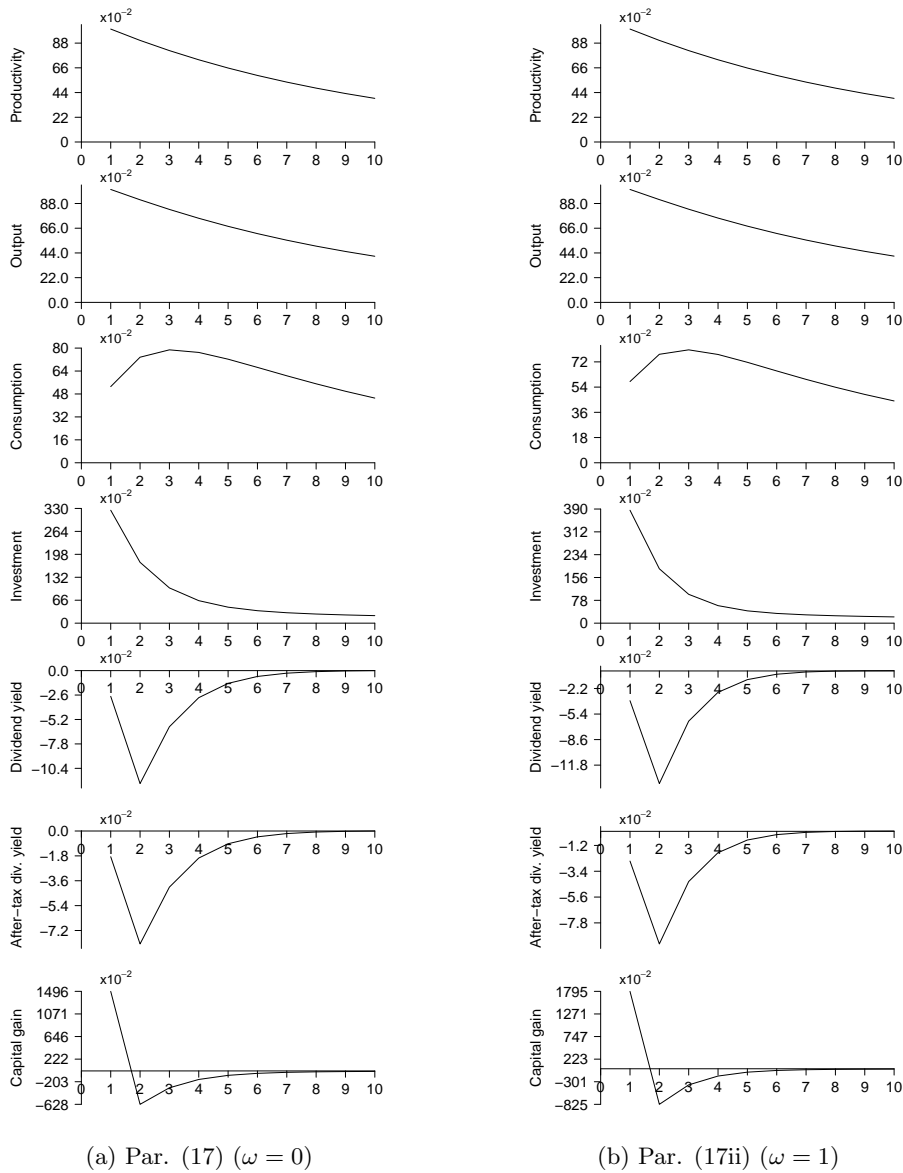 x10−2
Productivity
88
66
44
22
0
0 1 2 3 4 5 6 7 8 9 10
x10−2
Output
88.0
66.0
44.0
22.0
0.0
0 1 2 3 4 5 6 7 8 9 10
x10−2
Consumption
80
64
48
32
16
0
0 1 2 3 4 5 6 7 8 9 10
x10−2
Investment
330
264
198
132
66
0
0 1 2 3 4 5 6 7 8 9 10
x10−2
Dividend yield
0.0
−2.6
−5.2
−7.8
−10.4
0 1 2 3 4 5 6 7 8 9 10
x10−2
After−tax div. yield
0.0
−1.8
−3.6
−5.4
−7.2
0 1 2 3 4 5 6 7 8 9 10
x10−2
Capital gain
1496
1071
646
222
−203
−628
0 1 2 3 4 5 6 7 8 9 10
(a) Par. (17) (ω = 0)
x10−2
Productivity
88
66
44
22
0
0 1 2 3 4 5 6 7 8 9 10
x10−2
Output
88.0
66.0
44.0
22.0
0.0
0 1 2 3 4 5 6 7 8 9 10
x10−2
Consumption
72
54
36
18
0
0 1 2 3 4 5 6 7 8 9 10
x10−2
Investment
390
312
234
156
78
0
0 1 2 3 4 5 6 7 8 9 10
x10−2
Dividend yield
−2.2
−5.4
−8.6
−11.8
0 1 2 3 4 5 6 7 8 9 10
x10−2
After−tax div. yield
−1.2
−3.4
−5.6
−7.8
0 1 2 3 4 5 6 7 8 9 10
x10−2
Capital gain
1795
1271
747
223
−301
−825
0 1 2 3 4 5 6 7 8 9 10
(b) Par. (17ii) (ω = 1)